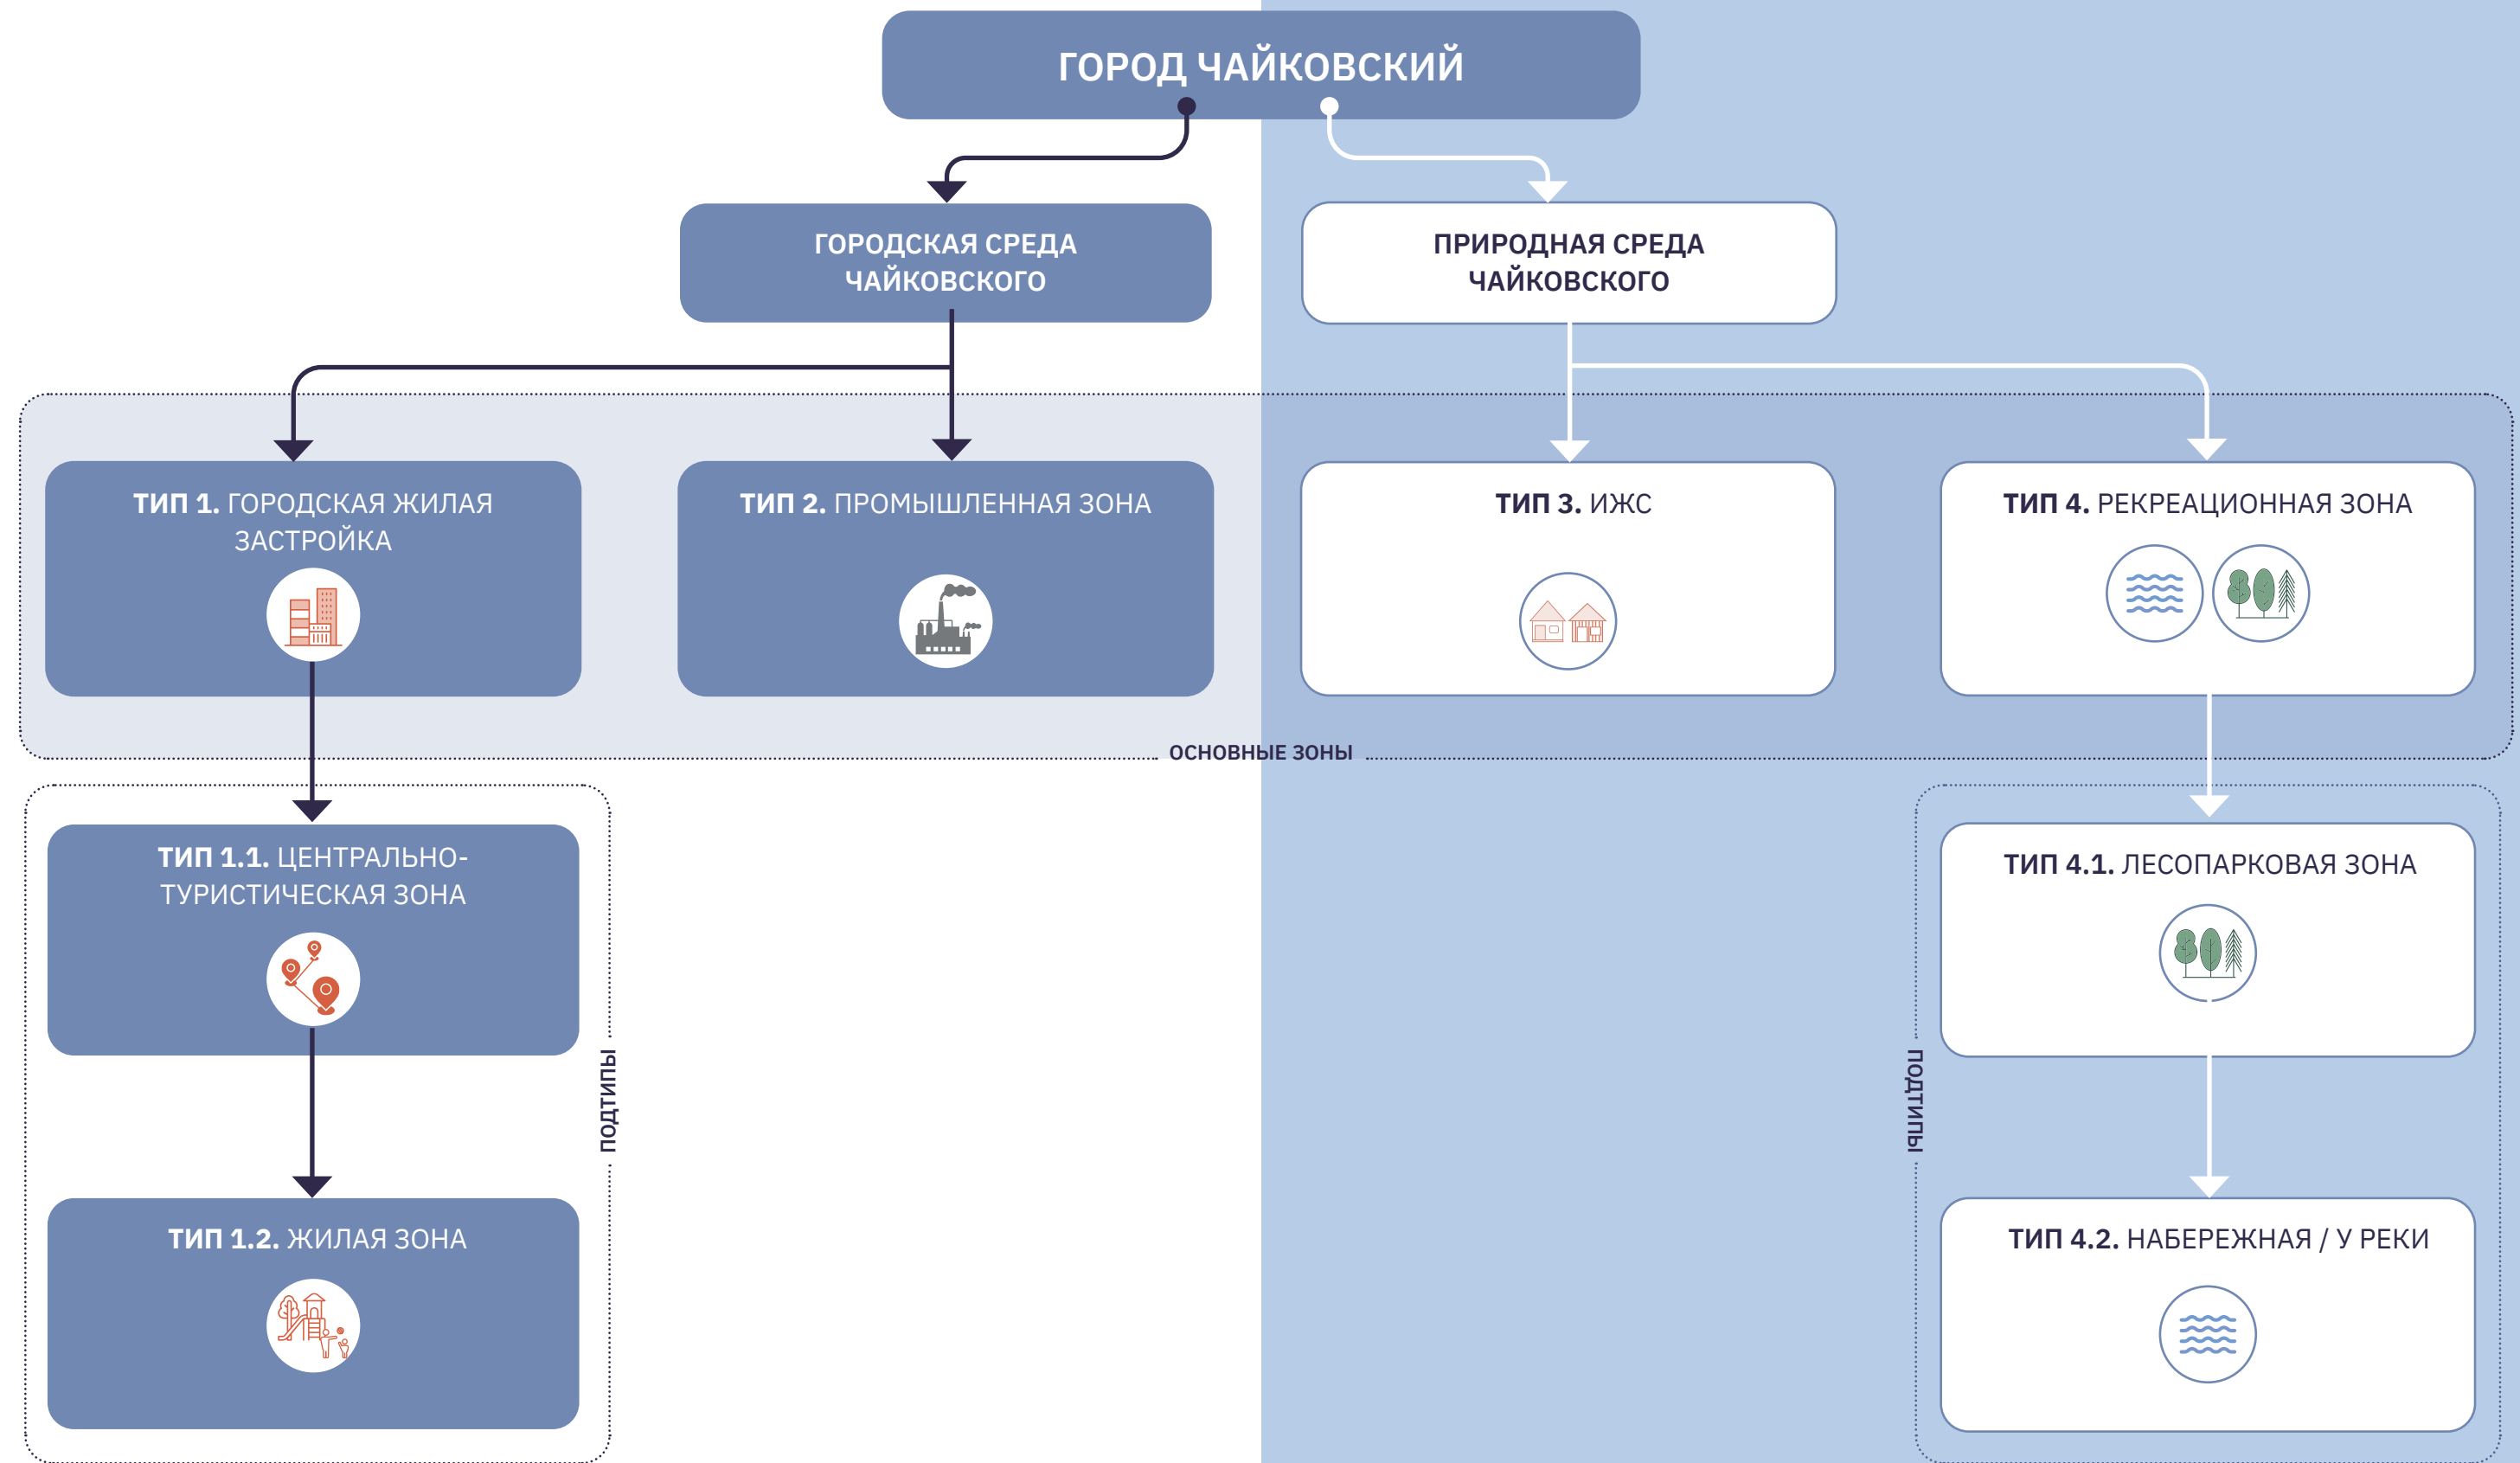 ГОРОД ЧАЙКОВСКИЙ
ГОРОДСКАЯ СРЕДА
ЧАЙКОВСКОГО
ПРИРОДНАЯ СРЕДА
ЧАЙКОВСКОГО
ТИП 1. ГОРОДСКАЯ ЖИЛАЯ
ЗАСТРОЙКА
ТИП 2. ПРОМЫШЛЕННАЯ ЗОНА
ТИП 3. ИЖС
ТИП 4. РЕКРЕАЦИОННАЯ ЗОНА
ОСНОВНЫЕ ЗОНЫ
ТИП 1.1. ЦЕНТРАЛЬНО-
ТУРИСТИЧЕСКАЯ ЗОНА
ТИП 4.1. ЛЕСОПАРКОВАЯ ЗОНА
ПОДТИПЫ
ПОДТИПЫ
ТИП 1.2. ЖИЛАЯ ЗОНА
ТИП 4.2. НАБЕРЕЖНАЯ / У РЕКИ